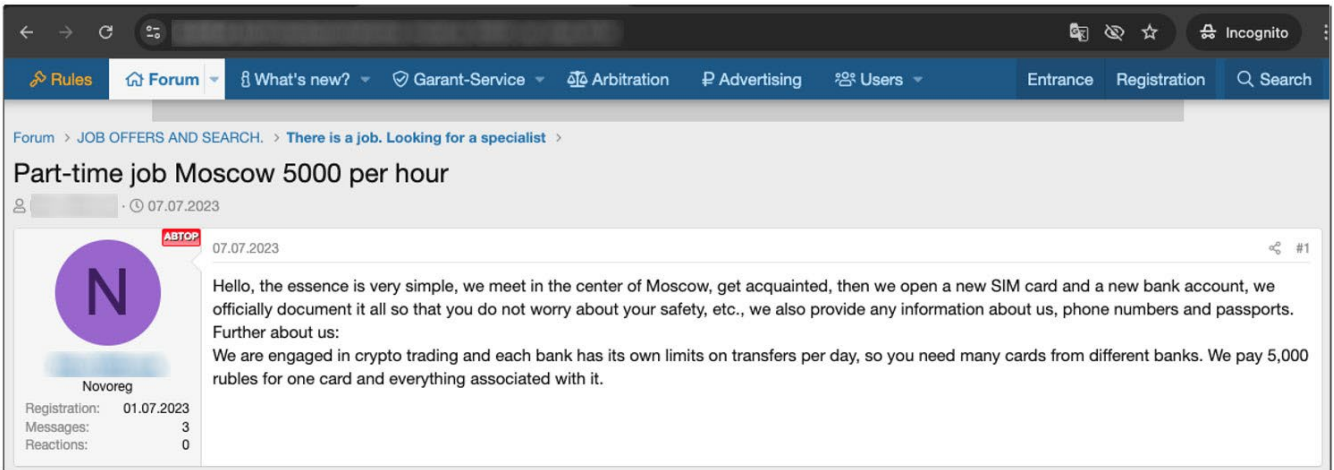 Incognito
Rules Forum What's new? Garant-Service Arbitration Advertising Users Entrance Registration Search
Forum > JOB OFFERS AND SEARCH. > There is a job. Looking for a specialist >
Part-time job Moscow 5000 per hour
· 07.07.2023
АВТОР
07.07.2023 #1
N
Hello, the essence is very simple, we meet in the center of Moscow, get acquainted, then we open a new SIM card and a new bank account, we
officially document it all so that you do not worry about your safety, etc., we also provide any information about us, phone numbers and passports.
Further about us:
We are engaged in crypto trading and each bank has its own limits on transfers per day, so you need many cards from different banks. We pay 5,000
rubles for one card and everything associated with it.
Novoreg
Registration: 01.07.2023
Messages: 3
Reactions: 0